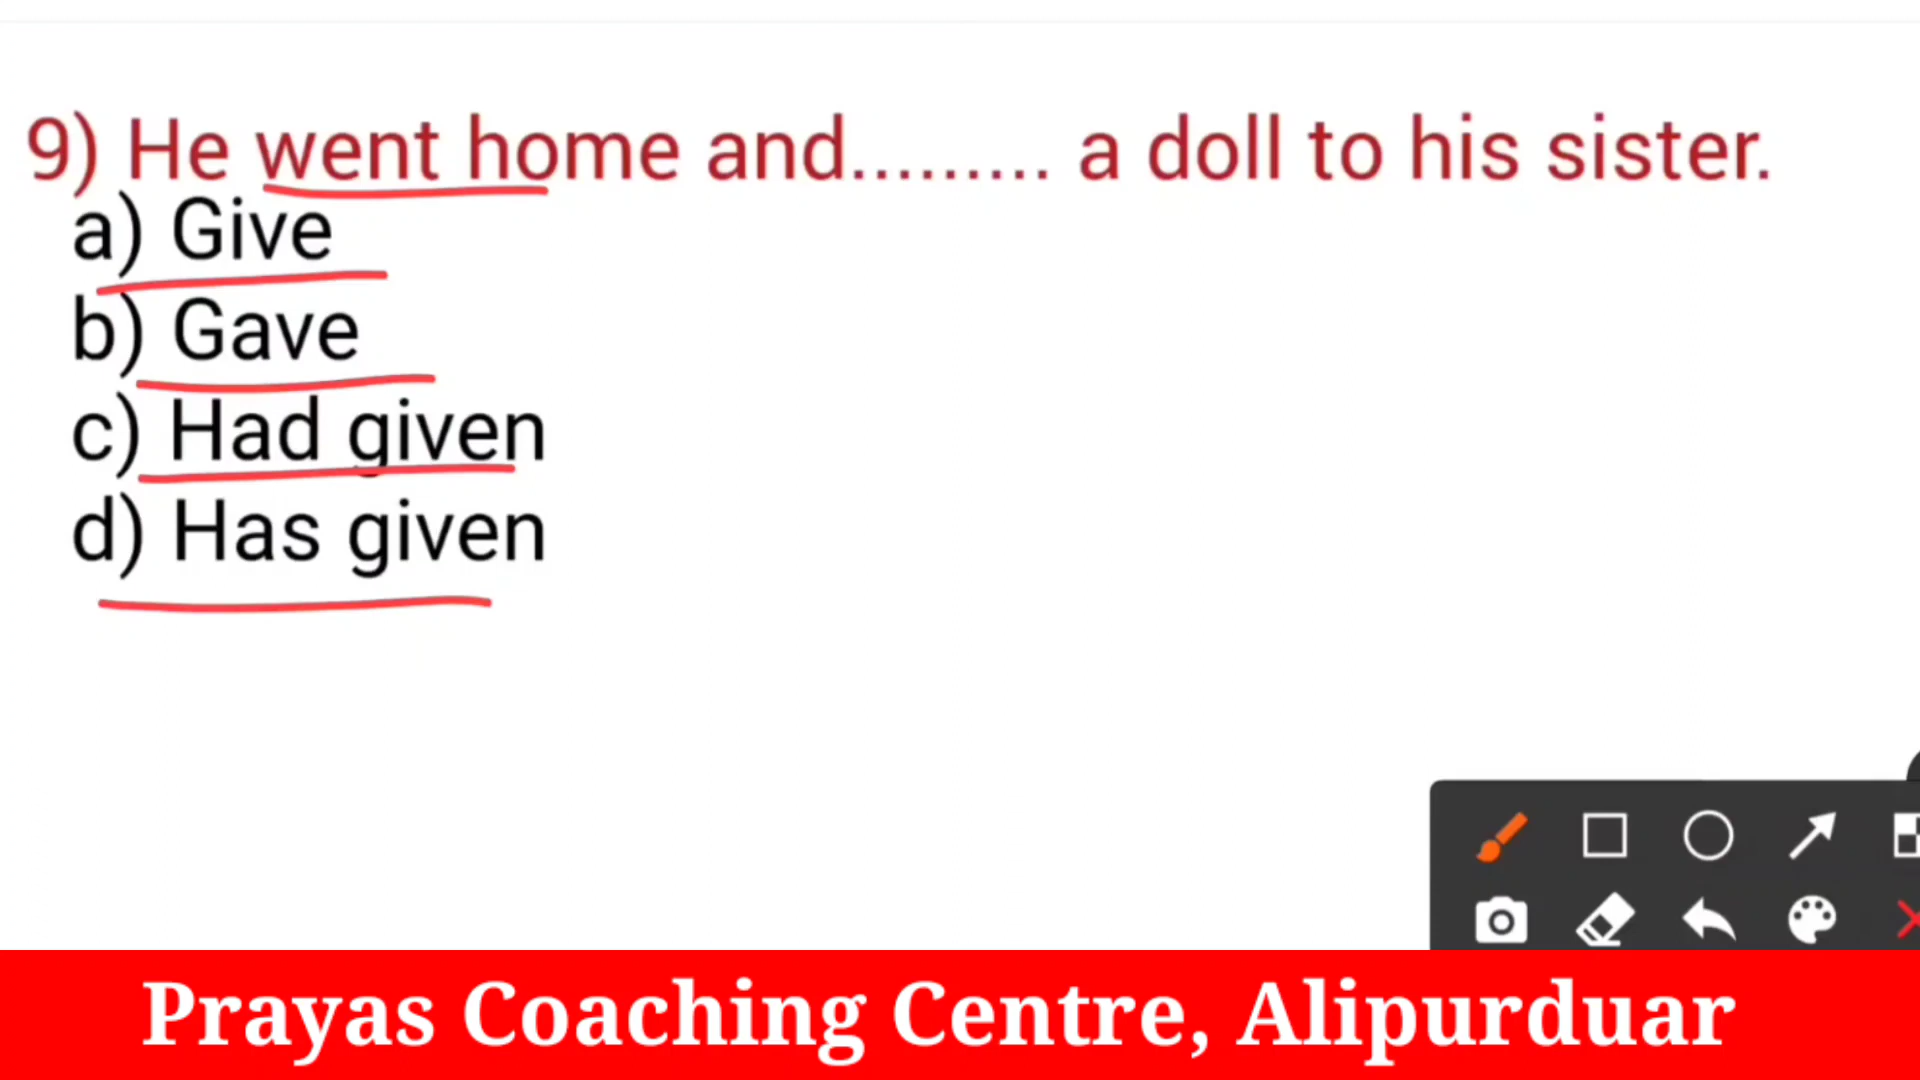 9) He went home and......... a doll to his sister.
a) Give
b) Gave
c) Had given
d) Has given
Prayas Coaching Centre, Alipurduar